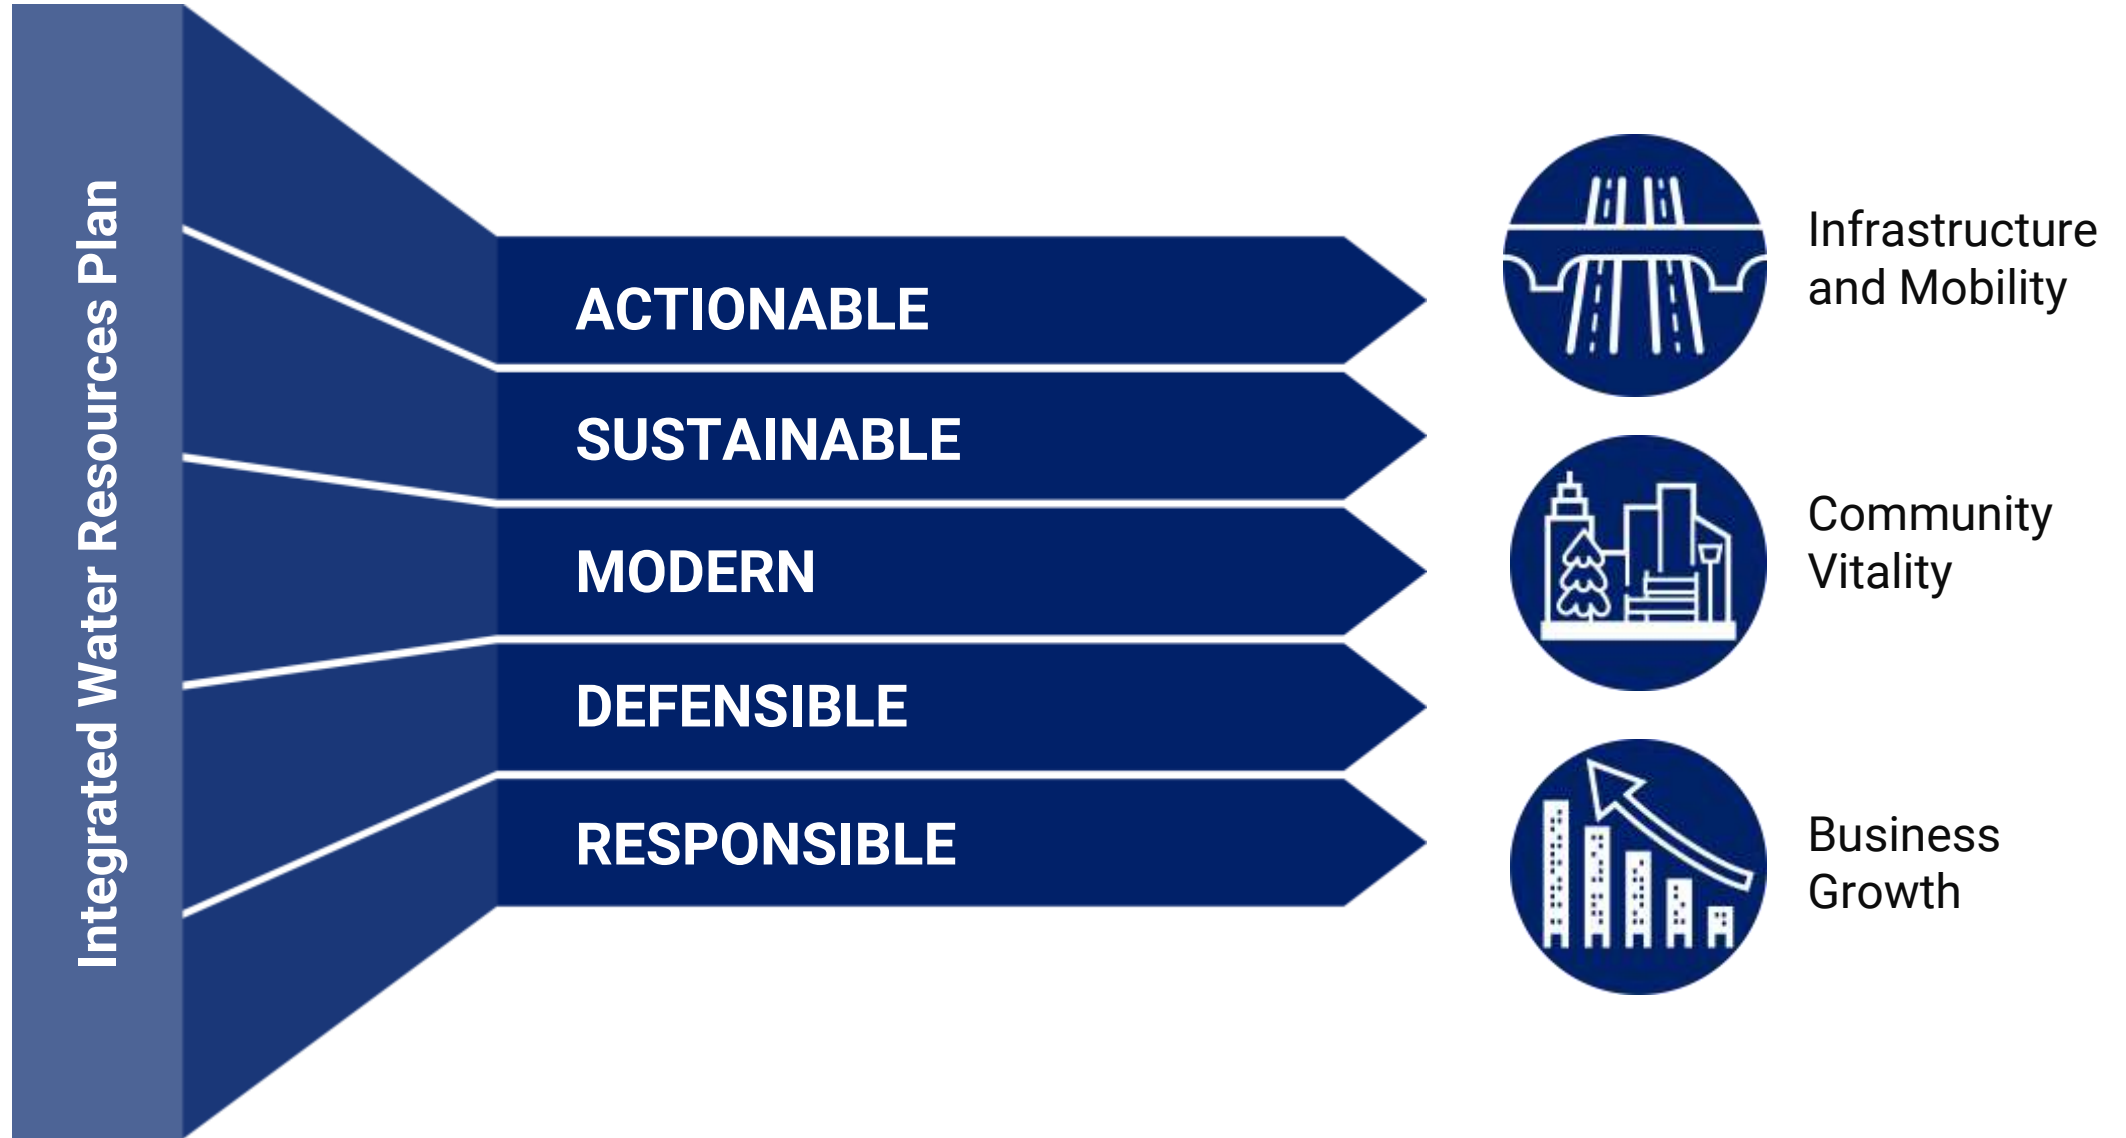 Integrated Water Resources Plan
ACTIONABLE
SUSTAINABLE
MODERN
DEFENSIBLE
RESPONSIBLE
Infrastructure
and Mobility
Community
Vitality
Business
Growth